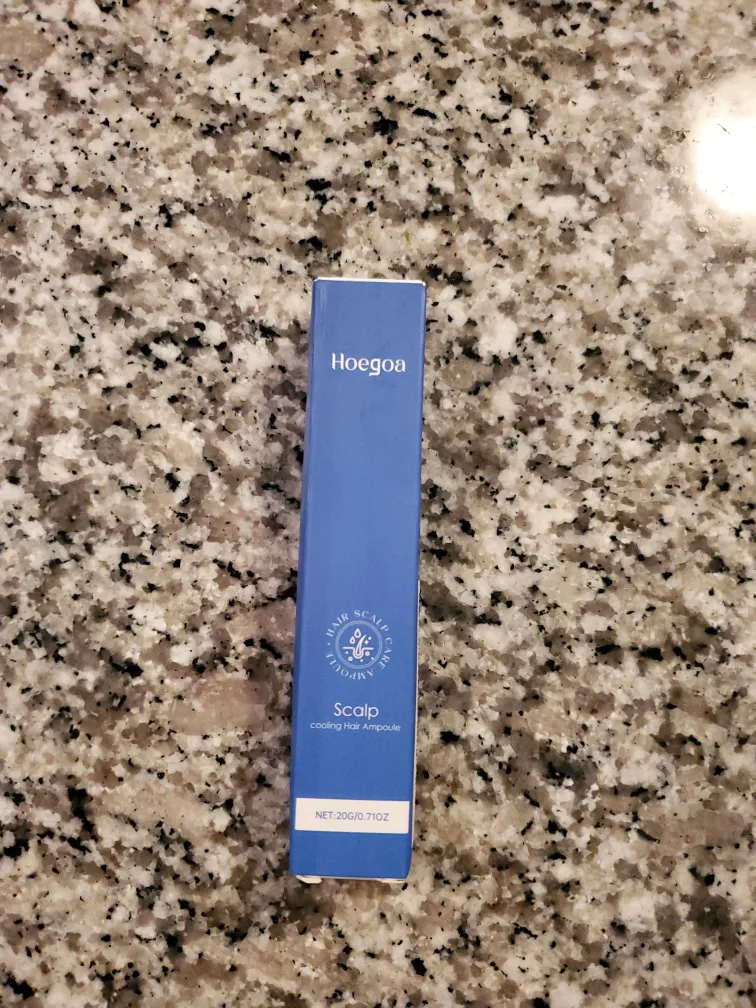 Hoegoa
HAIR SCALP CARE AMPOULE
Scalp
cooling Hair Ampoule
NET:20G/0.71OZ